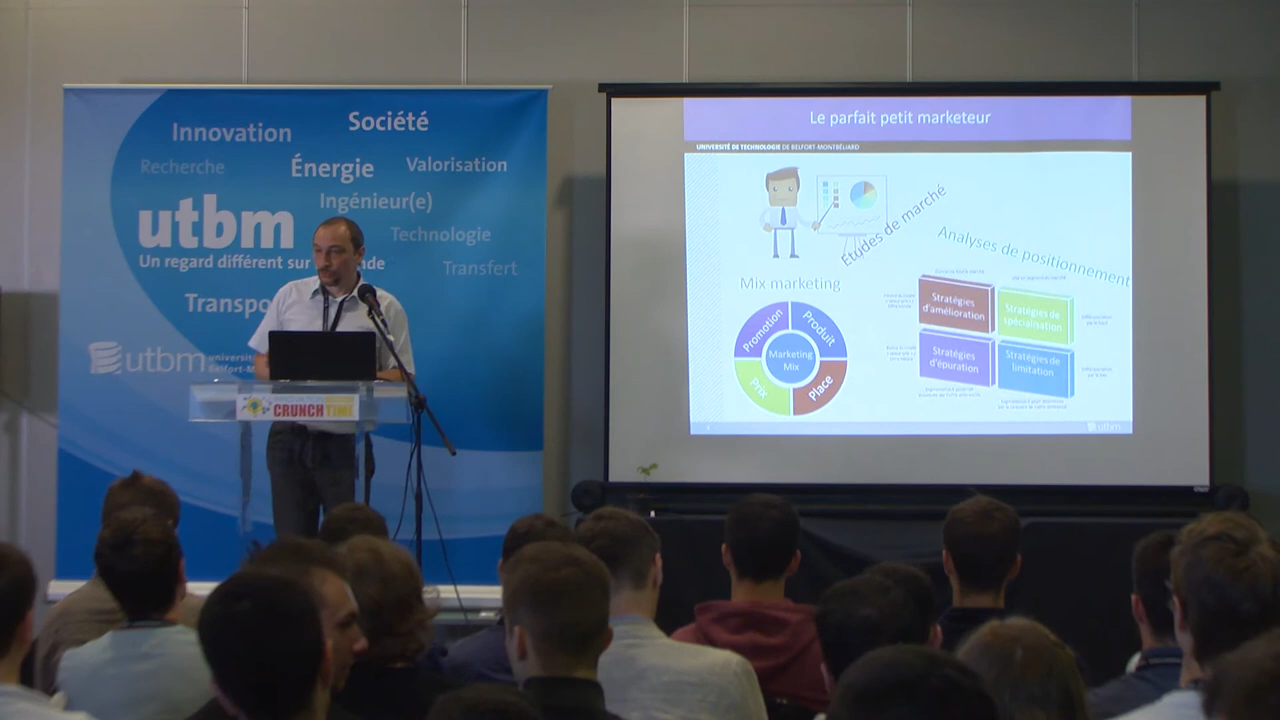 Société
Innovation
Recherche
Énergie
Valorisation
Ingénieur(e)
utbm
Technologie
Un regard différent sur
Transfert
utbm
CRUNCH TIME
Le parfait petit marketeur
UNIVERSITÉ DE TECHNOLOGIE DE BELFORT-MONTBÉLIARD
Études de marché
Analyses de positionnement
Mix marketing
Promotion
Produit
Marketing
Mix
Prix
Place
Stratégies
d'amélioration
Stratégies de
spécialisation
Stratégies
d'épuration
Stratégies de
limitation
utbm